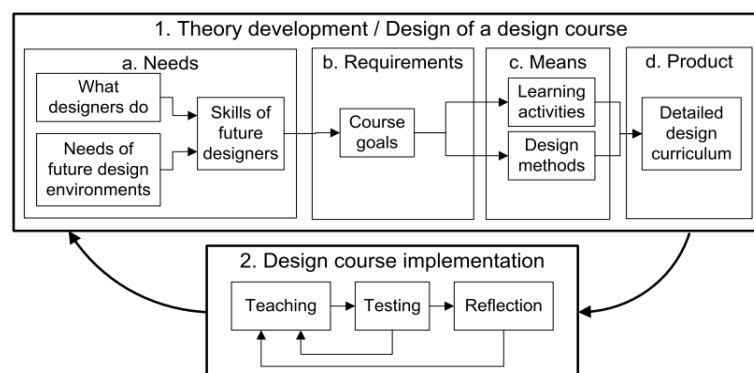 1. Theory development / Design of a design course
a. Needs
What
designers do
Needs of
future design
environments
Skills of
future
designers
b. Requirements
Course
goals
c. Means
Learning
activities
Design
methods
d. Product
Detailed
design
curriculum
2. Design course implementation
Teaching
Testing
Reflection